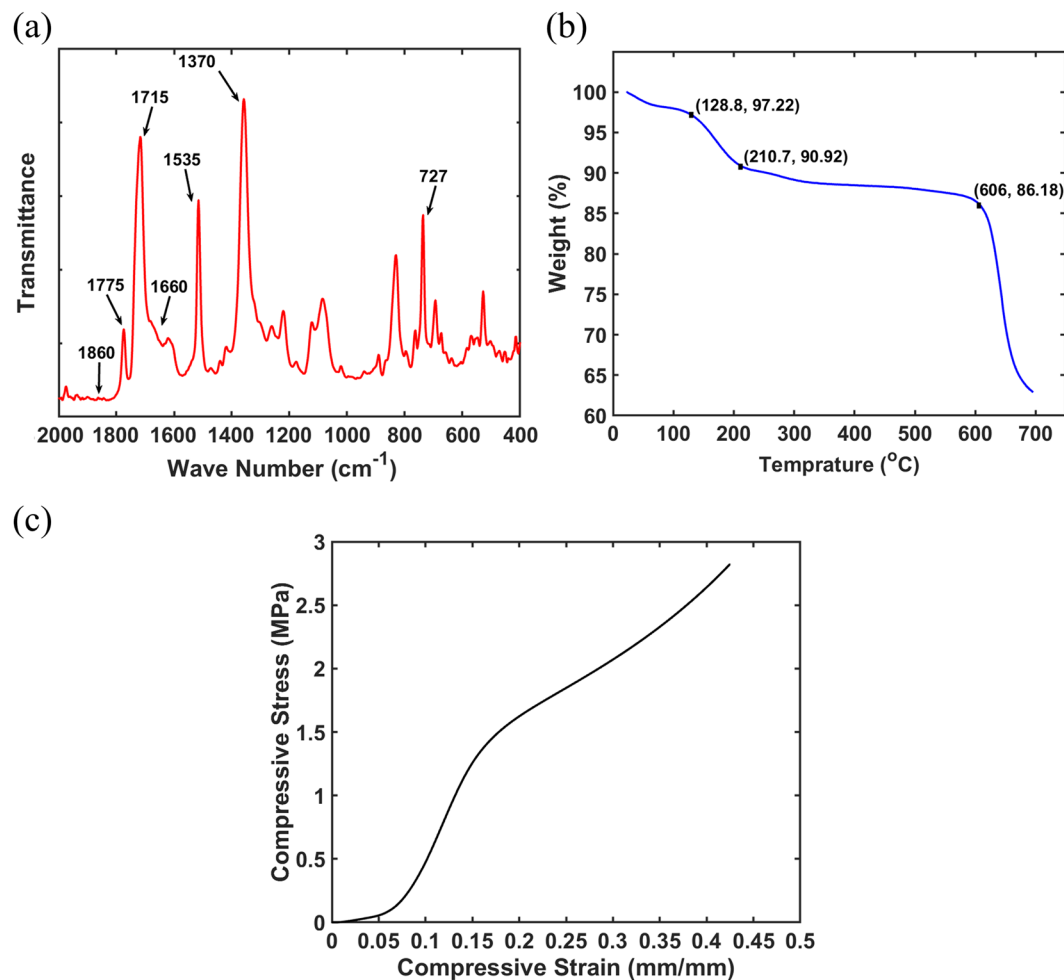 (a)
1370
1715
1535
727
1775
1660
1860
Transmittance
2000 1800 1600 1400 1200 1000 800 600 400
Wave Number (cm-1)
(b)
100
95
90
85
80
75
70
65
60
(128.8, 97.22)
(210.7, 90.92)
(606, 86.18)
Weight (%)
0 100 200 300 400 500 600 700
Temprature (oC)
(c)
3
2.5
2
1.5
1
0.5
0
Compressive Stress (MPa)
0 0.05 0.1 0.15 0.2 0.25 0.3 0.35 0.4 0.45 0.5
Compressive Strain (mm/mm)